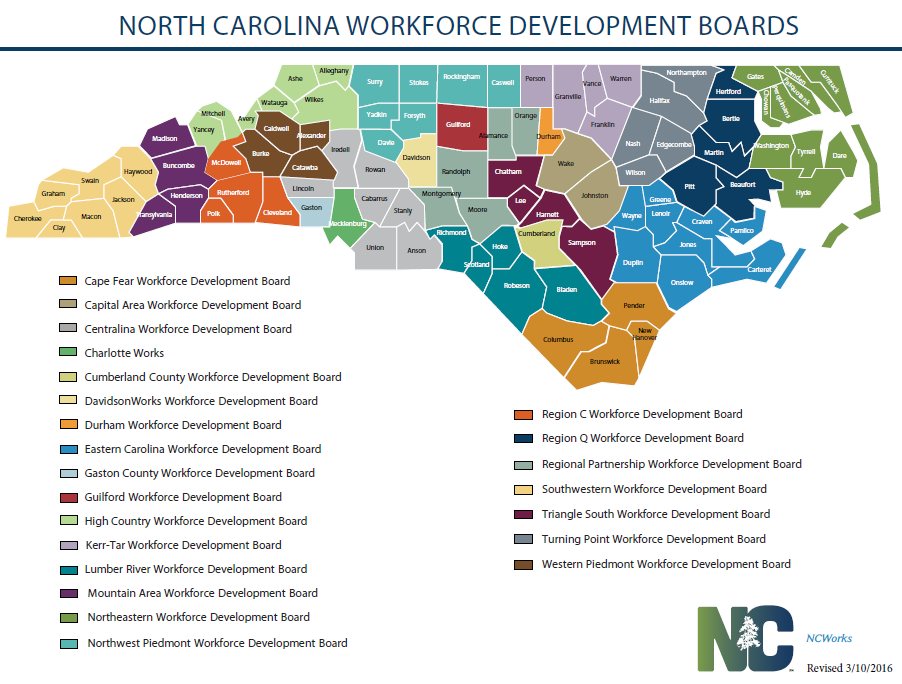 NORTH CAROLINA WORKFORCE DEVELOPMENT BOARDS
Alleghany
Ashe
Surry
Stokes
Rockingham
Caswell
Person
Vance
Warren
Northampton
Gates
Camden
Currituck
Pasquotank
Perquimans
Chowan
Hertford
Halifax
Granville
Wilkes
Watauga
Mitchell
Avery
Yancey
Yadkin
Forsyth
Guilford
Alamance
Orange
Durham
Franklin
Bertie
Madison
Caldwell
Alexander
Iredell
Davie
Davidson
Randolph
Chatham
Wake
Nash
Edgecombe
Martin
Washington
Tyrrell
Dare
Buncombe
McDowell
Burke
Catawba
Rowan
Wilson
Pitt
Beaufort
Hyde
Haywood
Swain
Graham
Jackson
Henderson
Rutherford
Lincoln
Cabarrus
Montgomery
Lee
Johnston
Greene
Cherokee
Macon
Clay
Transylvania
Polk
Cleveland
Gaston
Mecklenburg
Stanly
Moore
Harnett
Wayne
Lenoir
Craven
Pamlico
Union
Anson
Richmond
Scotland
Hoke
Cumberland
Sampson
Duplin
Jones
Carteret
Onslow
Robeson
Bladen
Pender
Columbus
New
Hanover
Brunswick
Cape Fear Workforce Development Board
Capital Area Workforce Development Board
Centralina Workforce Development Board
Charlotte Works
Cumberland County Workforce Development Board
DavidsonWorks Workforce Development Board
Durham Workforce Development Board
Eastern Carolina Workforce Development Board
Gaston County Workforce Development Board
Guilford Workforce Development Board
High Country Workforce Development Board
Kerr-Tar Workforce Development Board
Lumber River Workforce Development Board
Mountain Area Workforce Development Board
Northeastern Workforce Development Board
Northwest Piedmont Workforce Development Board
Region C Workforce Development Board
Region Q Workforce Development Board
Regional Partnership Workforce Development Board
Southwestern Workforce Development Board
Triangle South Workforce Development Board
Turning Point Workforce Development Board
Western Piedmont Workforce Development Board
NC
NCWorks
Revised 3/10/2016